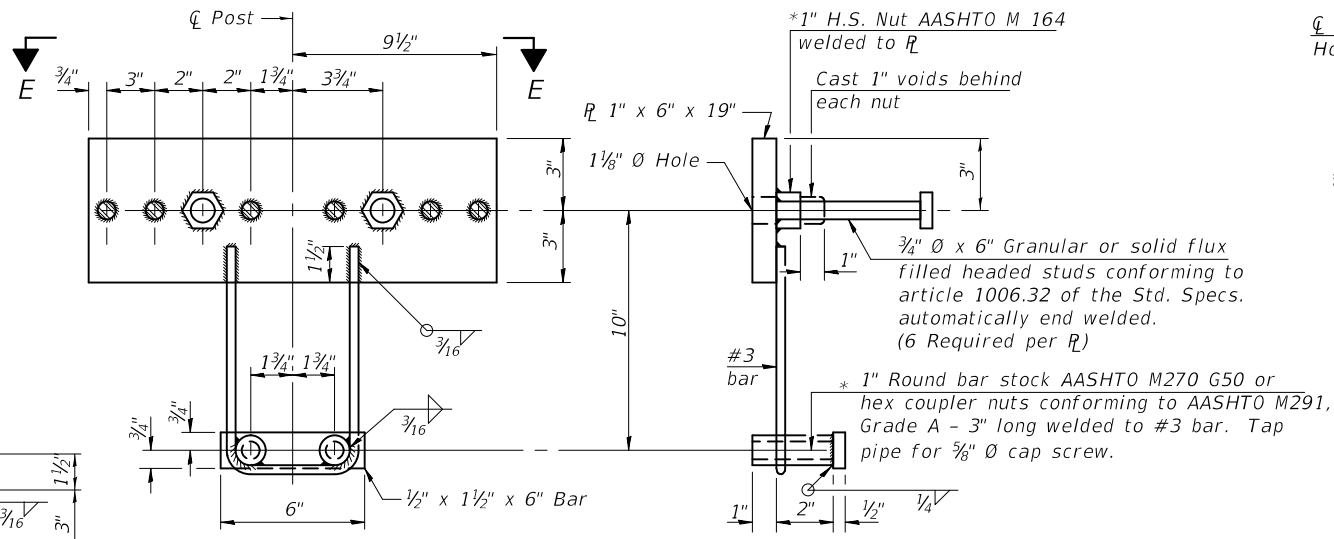 ℄ Post
9½"
E
E
¾"
3"
2"
2"
1¾"
3¾"
3"
3"
1½"
3/16
10"
1¾"
1¾"
¾"
¾"
3/16
6"
½" x 1½" x 6" Bar
1½"
3"
3/16
*1" H.S. Nut AASHTO M 164
welded to ⅊
Cast 1" voids behind
each nut
⅊ 1" x 6" x 19"
1⅛" Ø Hole
3"
1"
¾" Ø x 6" Granular or solid flux
filled headed studs conforming to
article 1006.32 of the Std. Specs.
automatically end welded.
(6 Required per ⅊)
#3
bar
* 1" Round bar stock AASHTO M270 G50 or
hex coupler nuts conforming to AASHTO M291,
Grade A - 3" long welded to #3 bar. Tap
pipe for ⅝" Ø cap screw.
1"
2"
½"
¼
℄